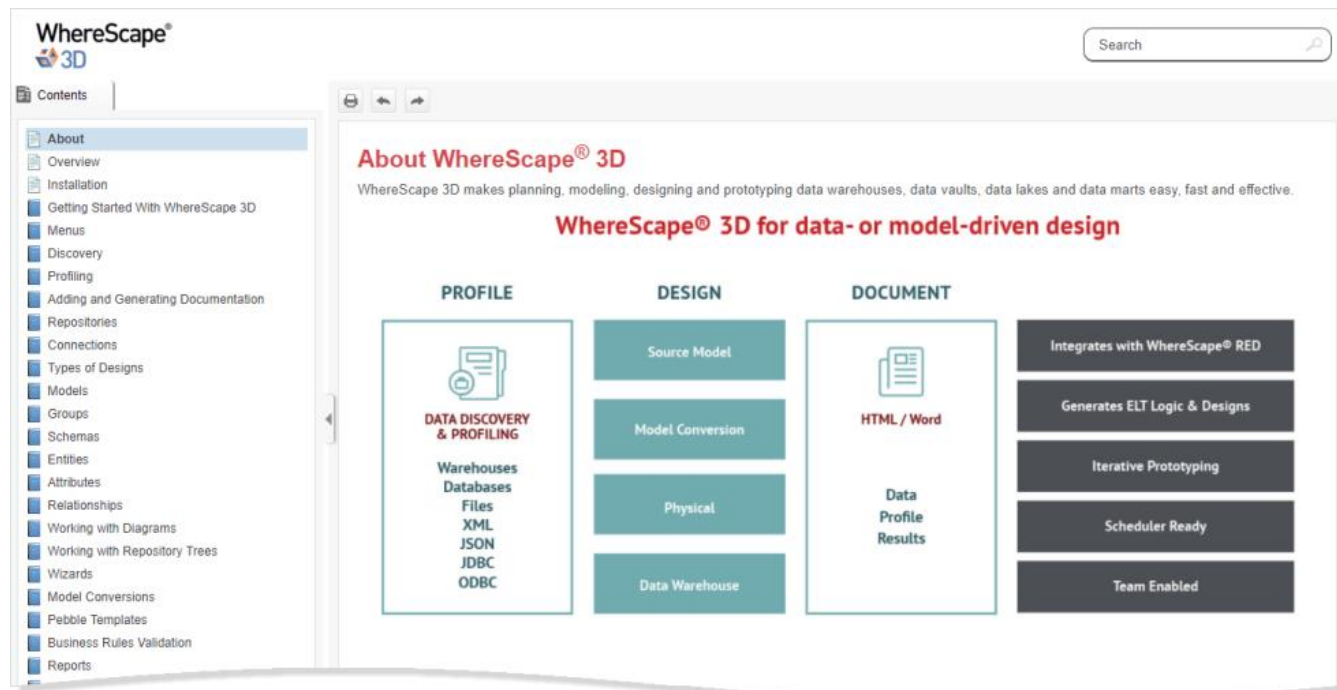 WhereScape®
3D
Search
Contents
About
Overview
Installation
Getting Started With WhereScape 3D
Menus
Discovery
Profiling
Adding and Generating Documentation
Repositories
Connections
Types of Designs
Models
Groups
Schemas
Entities
Attributes
Relationships
Working with Diagrams
Working with Repository Trees
Wizards
Model Conversions
Pebble Templates
Business Rules Validation
Reports
About WhereScape® 3D
WhereScape 3D makes planning, modeling, designing and prototyping data warehouses, data vaults, data lakes and data marts easy, fast and effective.
WhereScape® 3D for data- or model-driven design
PROFILE
DATA DISCOVERY
& PROFILING
Warehouses
Databases
Files
XML
JSON
JDBC
ODBC
DESIGN
Source Model
Model Conversion
Physical
Data Warehouse
DOCUMENT
HTML / Word
Data
Profile
Results
Integrates with WhereScape® RED
Generates ELT Logic & Designs
Iterative Prototyping
Scheduler Ready
Team Enabled